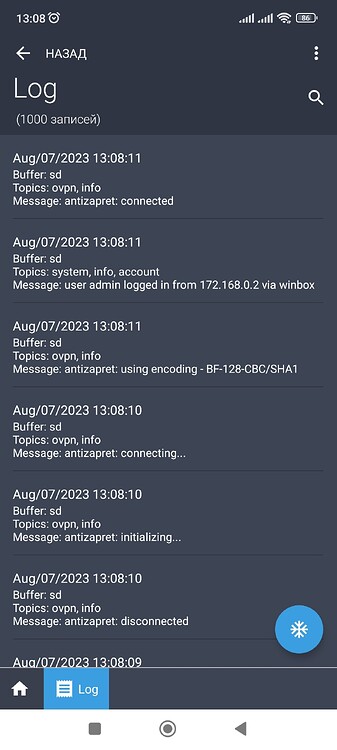 13:08
86
НАЗАД
Log
(1000 записей)
Aug/07/2023 13:08:11
Buffer: sd
Topics: ovpn, info
Message: antizapret: connected
Aug/07/2023 13:08:11
Buffer: sd
Topics: system, info, account
Message: user admin logged in from 172.168.0.2 via winbox
Aug/07/2023 13:08:11
Buffer: sd
Topics: ovpn, info
Message: antizapret: using encoding - BF-128-CBC/SHA1
Aug/07/2023 13:08:10
Buffer: sd
Topics: ovpn, info
Message: antizapret: connecting...
Aug/07/2023 13:08:10
Buffer: sd
Topics: ovpn, info
Message: antizapret: initializing...
Aug/07/2023 13:08:10
Buffer: sd
Topics: ovpn, info
Message: antizapret: disconnected
Aug/07/2023 13:08:09
Log